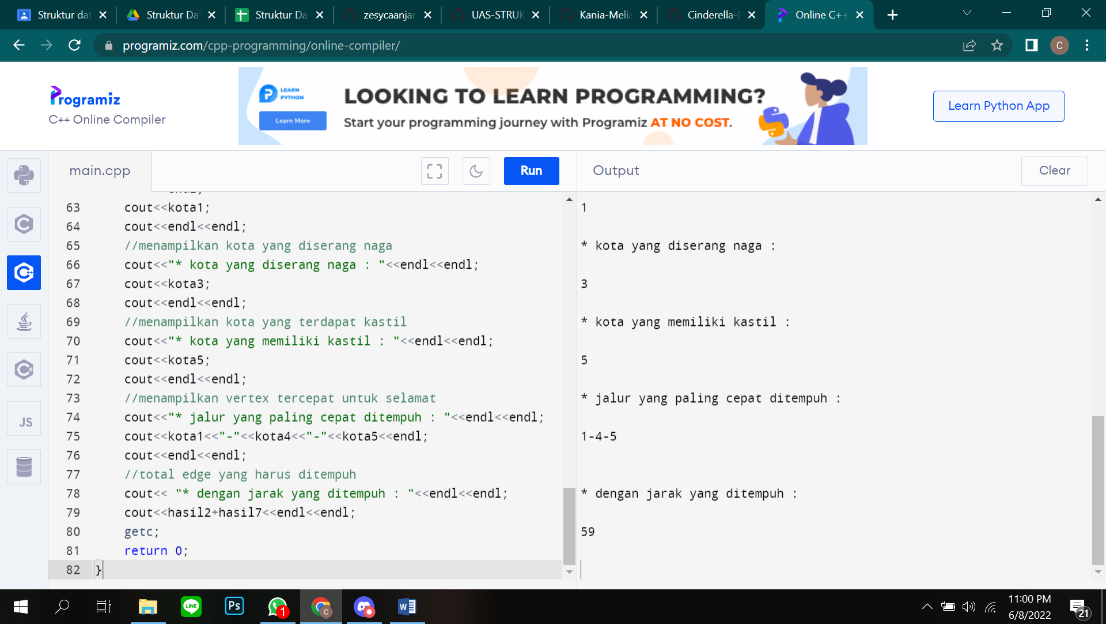 Struktur dat
Struktur Dat
Struktur Da
zesycaanjar
UAS-STRUK
Kania-Melia
Cinderella-
Online C++
programiz.com/cpp-programming/online-compiler/
C
Programiz
C++ Online Compiler
LEARN PYTHON
Learn More
LOOKING TO LEARN PROGRAMMING?
Start your programming journey with Programiz AT NO COST.
Learn Python App
main.cpp
Run
Output
Clear
63 cout<<kota1;
64 cout<<endl<<endl;
65 //menampilkan kota yang diserang naga
66 cout<<"* kota yang diserang naga : "<<endl<<endl;
67 cout<<kota3;
68 cout<<endl<<endl;
69 //menampilkan kota yang terdapat kastil
70 cout<<"* kota yang memiliki kastil : "<<endl<<endl;
71 cout<<kota5;
72 cout<<endl<<endl;
73 //menampilkan vertex tercepat untuk selamat
74 cout<<"* jalur yang paling cepat ditempuh : "<<endl<<endl;
75 cout<<kota1<<"-"<<kota4<<"-"<<kota5<<endl;
76 cout<<endl<<endl;
77 //total edge yang harus ditempuh
78 cout<< "* dengan jarak yang ditempuh : "<<endl<<endl;
79 cout<<hasil2+hasil7<<endl<<endl;
80 getc;
81 return 0;
82 }
1
* kota yang diserang naga :
3
* kota yang memiliki kastil :
5
* jalur yang paling cepat ditempuh :
1-4-5
* dengan jarak yang ditempuh :
59
JS
LINE
Ps
1
11:00 PM
6/8/2022
21